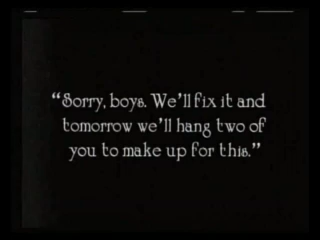 “Sorry, boys. We’ll fix it and
tomorrow we’ll hang two of
you to make up for this.”